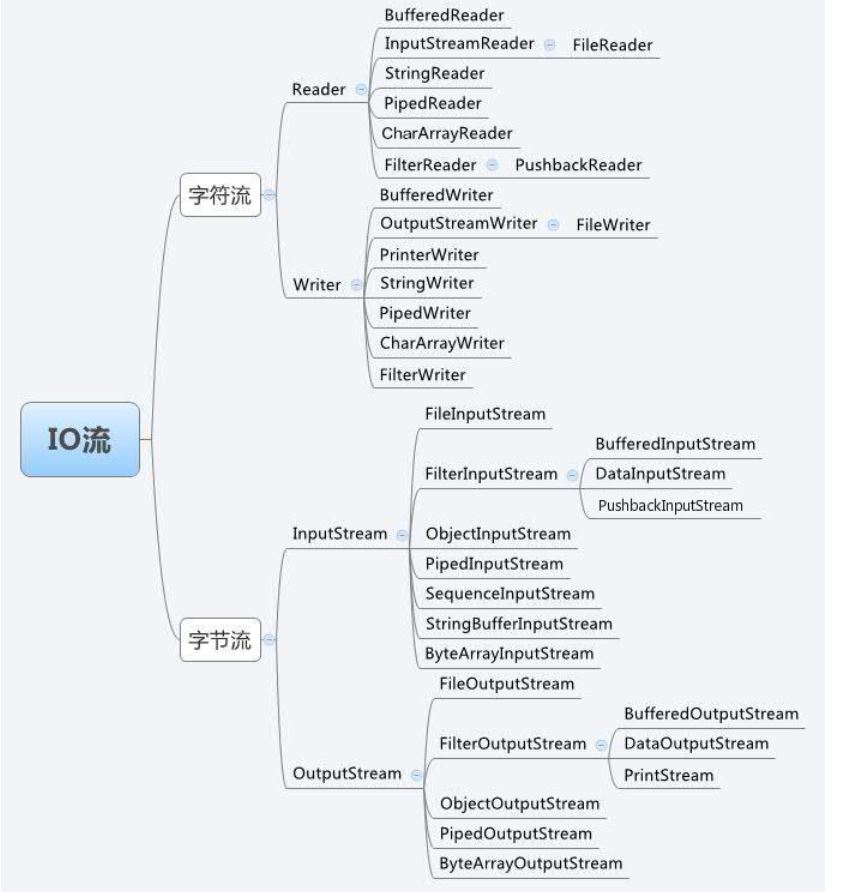 IO流
字符流
Reader
BufferedReader
InputStreamReader
FileReader
StringReader
PipedReader
CharArrayReader
FilterReader
PushbackReader
Writer
BufferedWriter
OutputStreamWriter
FileWriter
PrinterWriter
StringWriter
PipedWriter
CharArrayWriter
FilterWriter
字节流
InputStream
FileInputStream
FilterInputStream
BufferedInputStream
DataInputStream
PushbackInputStream
ObjectInputStream
PipedInputStream
SequenceInputStream
StringBufferInputStream
ByteArrayInputStream
OutputStream
FileOutputStream
FilterOutputStream
BufferedOutputStream
DataOutputStream
PrintStream
ObjectOutputStream
PipedOutputStream
ByteArrayOutputStream